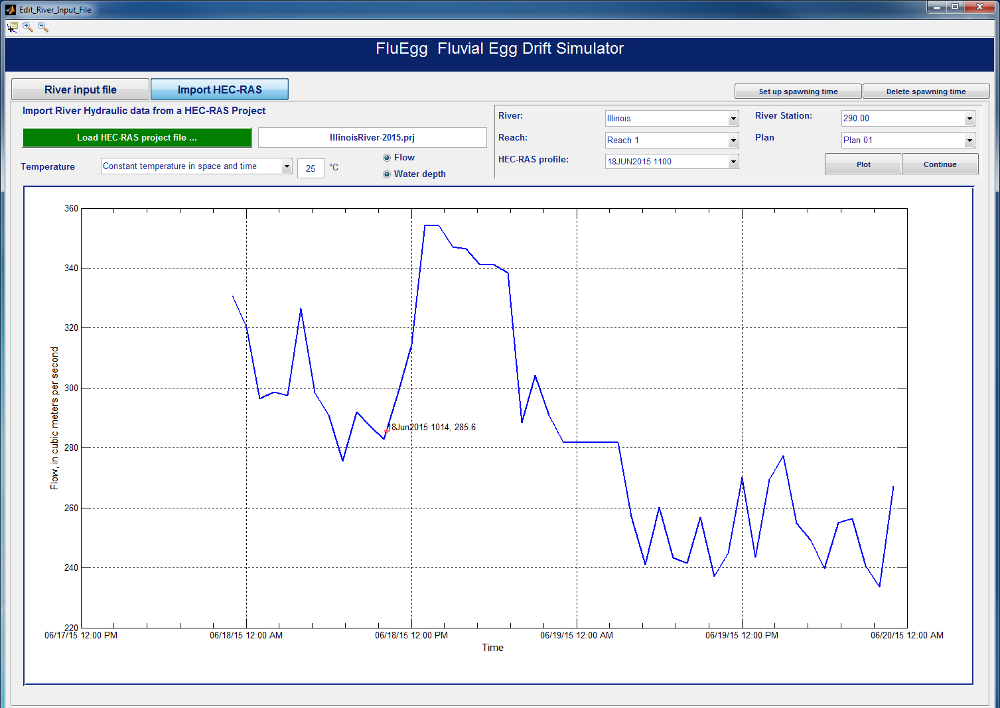 Edit_River_Input_File
FluEgg  Fluvial Egg Drift Simulator
River input file
Import HEC-RAS
Set up spawning time
Delete spawning time
Import River Hydraulic data from a HEC-RAS Project
Load HEC-RAS project file ...
IllinoisRiver-2015.prj
Temperature
Constant temperature in space and time
25
°C
Flow
Water depth
River:
Illinois
River Station:
290.00
Reach:
Reach 1
Plan
Plan 01
HEC-RAS profile:
18JUN2015 1100
Plot
Continue
360
340
320
300
280
260
240
220
Flow, in cubic meters per second
18Jun2015 1014, 285.6
06/17/15 12:00 PM
06/18/15 12:00 AM
06/18/15 12:00 PM
06/19/15 12:00 AM
06/19/15 12:00 PM
06/20/15 12:00 AM
Time